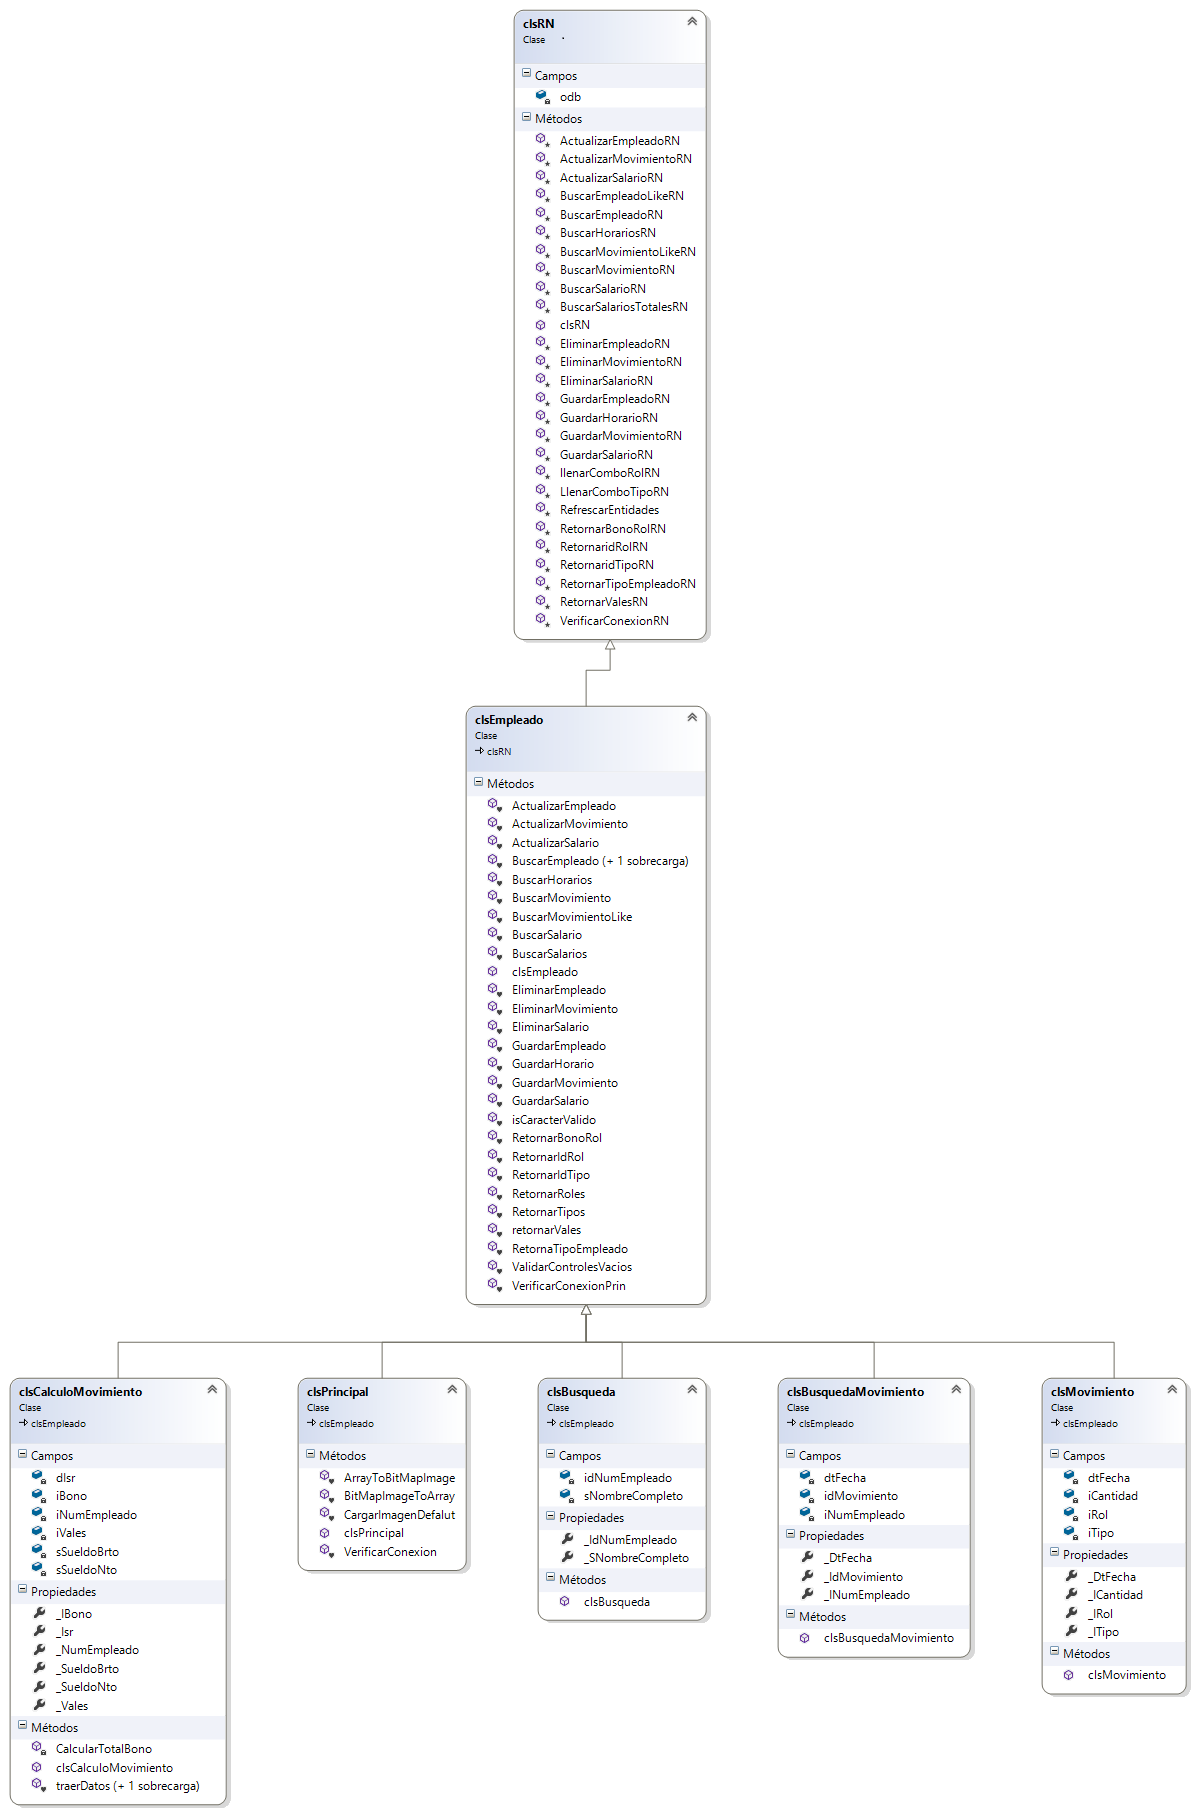 clsRN
Clase
Campos
odb
Métodos
ActualizarEmpleadoRN
ActualizarMovimientoRN
ActualizarSalarioRN
BuscarEmpleadoLikeRN
BuscarEmpleadoRN
BuscarHorariosRN
BuscarMovimientoLikeRN
BuscarMovimientoRN
BuscarSalarioRN
BuscarSalariosTotalesRN
clsRN
EliminarEmpleadoRN
EliminarMovimientoRN
EliminarSalarioRN
GuardarEmpleadoRN
GuardarHorarioRN
GuardarMovimientoRN
GuardarSalarioRN
llenarComboRolRN
LlenarComboTipoRN
RefrescarEntidades
RetornarBonoRolRN
RetornaridRolRN
RetornaridTipoRN
RetornarTipoEmpleadoRN
RetornarValesRN
VerificarConexionRN
clsEmpleado
Clase
clsRN
Métodos
ActualizarEmpleado
ActualizarMovimiento
ActualizarSalario
BuscarEmpleado (+ 1 sobrecarga)
BuscarHorarios
BuscarMovimiento
BuscarMovimientoLike
BuscarSalario
BuscarSalarios
clsEmpleado
EliminarEmpleado
EliminarMovimiento
EliminarSalario
GuardarEmpleado
GuardarHorario
GuardarMovimiento
GuardarSalario
isCaracterValido
RetornarBonoRol
RetornarIdRol
RetornarIdTipo
RetornarRoles
RetornarTipos
retornarVales
RetornaTipoEmpleado
ValidarControlesVacios
VerificarConexionPrin
clsCalculoMovimiento
Clase
clsEmpleado
Campos
dIsr
iBono
iNumEmpleado
iVales
sSueldoBrto
sSueldoNto
Propiedades
_IBono
_Isr
_NumEmpleado
_SueldoBrto
_SueldoNto
_Vales
Métodos
CalcularTotalBono
clsCalculoMovimiento
traerDatos (+ 1 sobrecarga)
clsPrincipal
Clase
clsEmpleado
Métodos
ArrayToBitMapImage
BitMapImageToArray
CargarImagenDefalut
clsPrincipal
VerificarConexion
clsBusqueda
Clase
clsEmpleado
Campos
idNumEmpleado
sNombreCompleto
Propiedades
_IdNumEmpleado
_SNombreCompleto
Métodos
clsBusqueda
clsBusquedaMovimiento
Clase
clsEmpleado
Campos
dtFecha
idMovimiento
iNumEmpleado
Propiedades
_DtFecha
_IdMovimiento
_INumEmpleado
Métodos
clsBusquedaMovimiento
clsMovimiento
Clase
clsEmpleado
Campos
dtFecha
iCantidad
iRol
iTipo
Propiedades
_DtFecha
_ICantidad
_IRol
_ITipo
Métodos
clsMovimiento